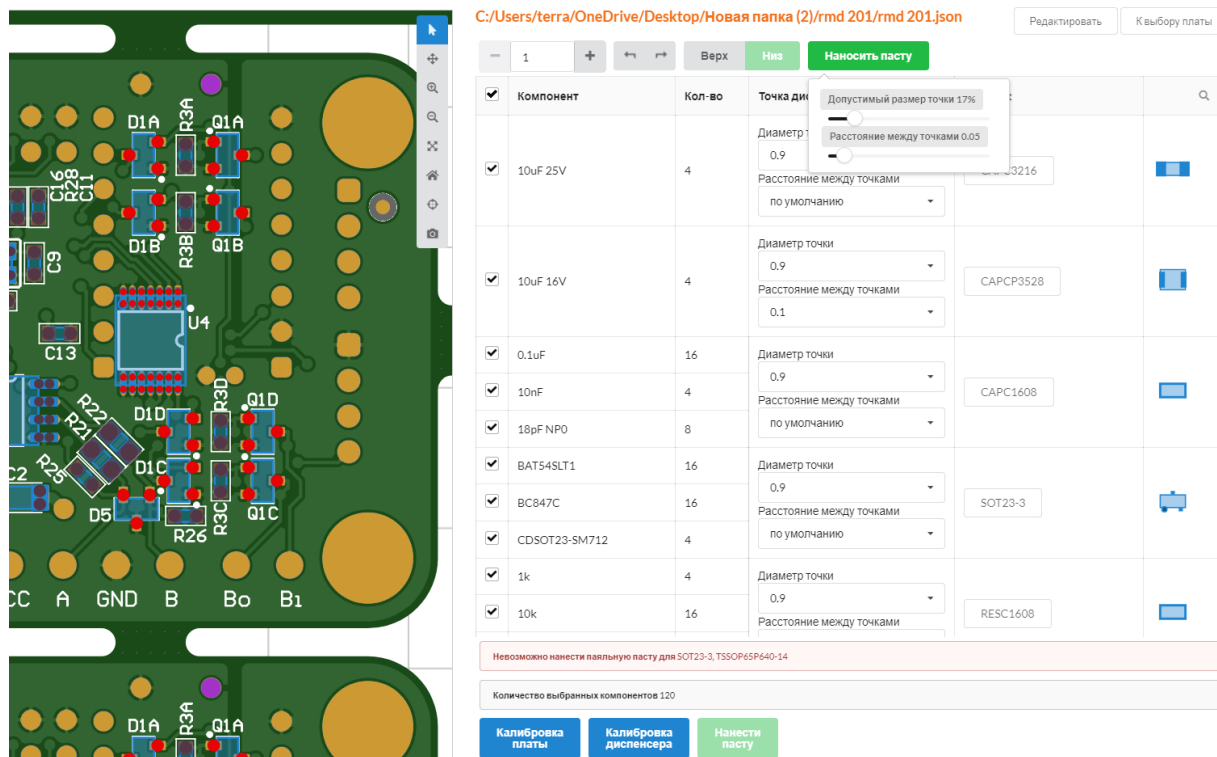 C:/Users/terra/OneDrive/Desktop/Новая папка (2)/rmd 201/rmd 201.json
Редактировать
К выбору платы
1
Верх
Низ
Наносить пасту
Допустимый размер точки 17%
Расстояние между точками 0.05
Компонент
Кол-во
Точка
10uF 25V
4
Диаметр
0.9
Расстояние между точками
по умолчанию
10uF 16V
4
Диаметр точки
0.9
Расстояние между точками
0.1
CAPCP3528
0.1uF
16
10nF
4
18pF NP0
8
Диаметр точки
0.9
Расстояние между точками
по умолчанию
CAPC1608
BAT54SLT1
16
BC847C
16
CDSOT23-SM712
4
Диаметр точки
0.9
Расстояние между точками
по умолчанию
SOT23-3
1k
4
10k
16
Диаметр точки
0.9
Расстояние между точками
RESC1608
Невозможно нанести паяльную пасту для SOT23-3, TSSOP65P640-14
Количество выбранных компонентов 120
Калибровка
платы
Калибровка
диспенсера
Нанести
пасту
D1A
R3A
Q1A
C16
R28
C11
D1B
R3B
Q1B
C9
U4
C13
R3D
D1D
Q1D
R22
R21
R25
D1C
C2
D5
R26
R3C
Q1C
CC A GND B Bo B1
D1A
R3A
Q1A